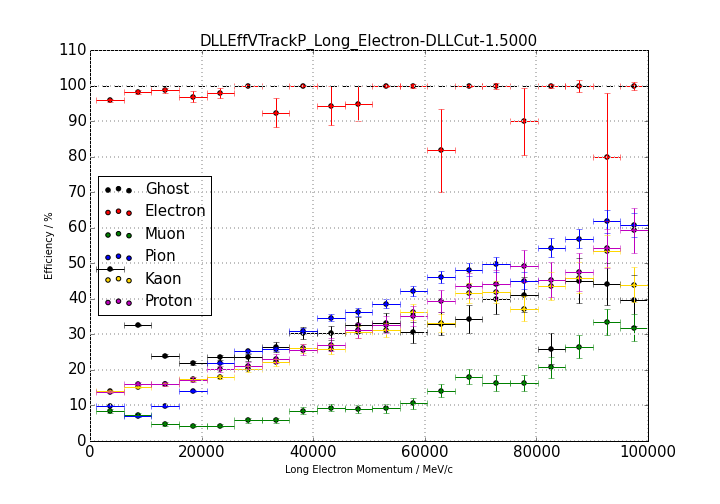 DLLEffVTrackP_Long_Electron-DLLCut-1.5000
110
100
90
80
70
60
50
40
30
20
10
0
Efficiency / %
Ghost
Electron
Muon
Pion
Kaon
Proton
0 20000 40000 60000 80000 100000
Long Electron Momentum / MeV/c